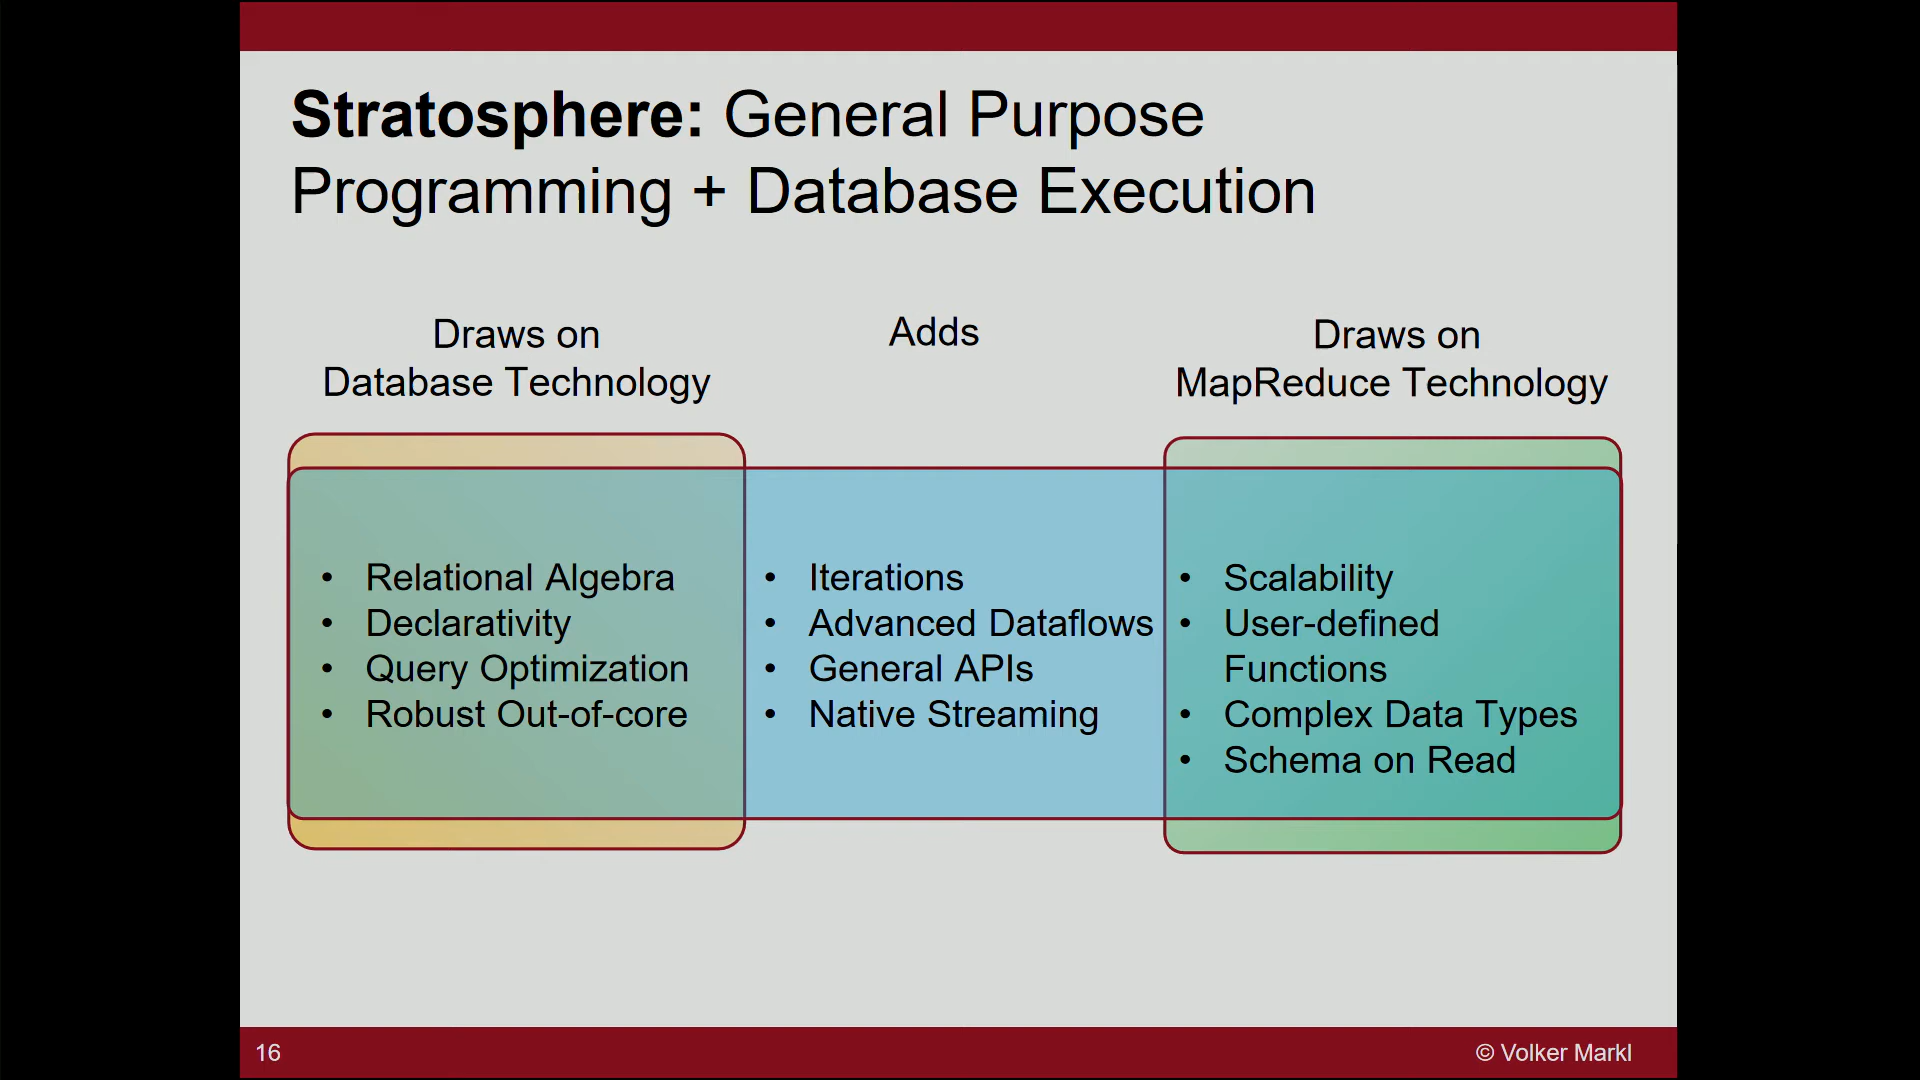 Stratosphere: General Purpose
Programming + Database Execution
Draws on
Database Technology
Adds
Draws on
MapReduce Technology
• Relational Algebra
• Declarativity
• Query Optimization
• Robust Out-of-core
• Iterations
• Advanced Dataflows
• General APIs
• Native Streaming
• Scalability
• User-defined
Functions
• Complex Data Types
• Schema on Read
16
© Volker Markl